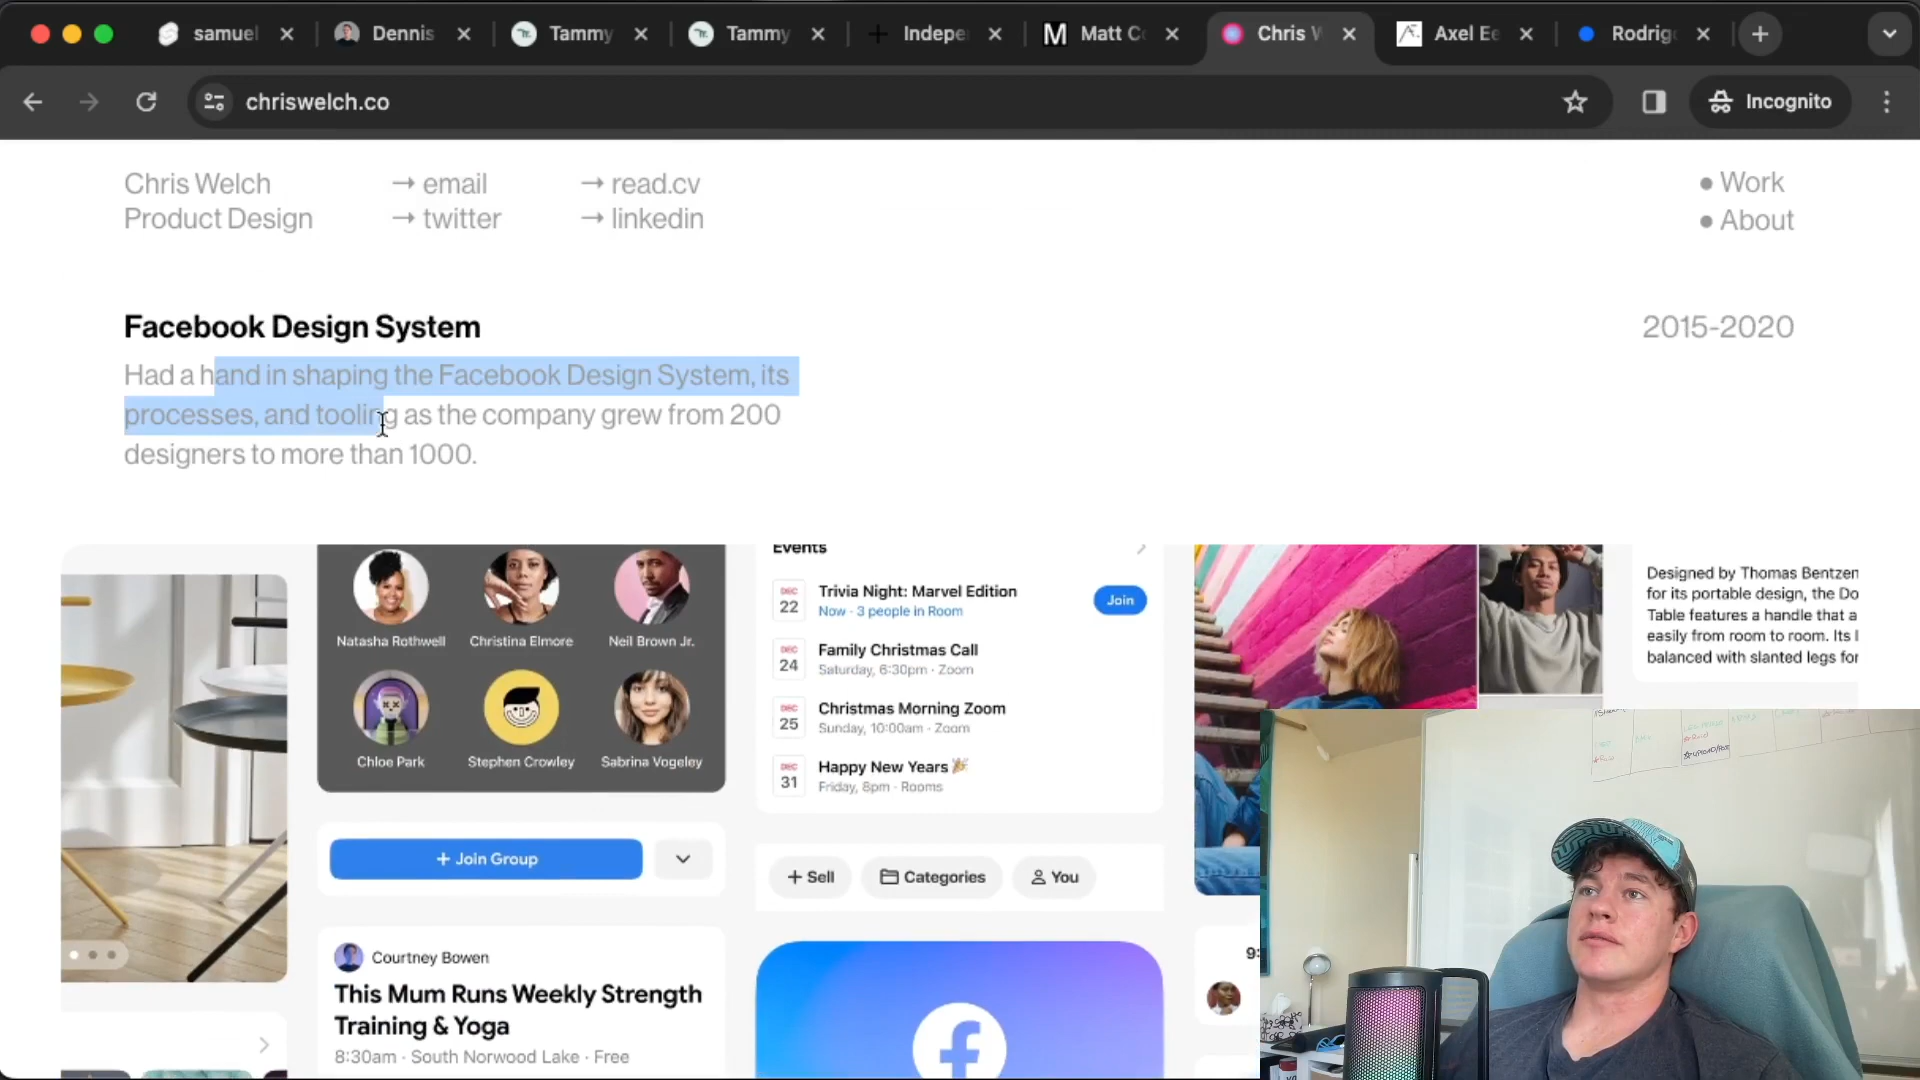 samuel
Dennis
Tammy
Tammy
Indepe
Matt C
Chris W
Axel Ee
Rodrig
chriswelch.co
Incognito
Chris Welch → email → read.cv
Product Design → twitter → linkedin
Work
About
Facebook Design System
2015-2020
Had a hand in shaping the Facebook Design System, its
processes, and tooling as the company grew from 200
designers to more than 1000.
Natasha Rothwell
Christina Elmore
Neil Brown Jr.
Chloe Park
Stephen Crowley
Sabrina Vogeley
+ Join Group
Courtney Bowen
This Mum Runs Weekly Strength
Training & Yoga
8:30am · South Norwood Lake · Free
Events
DEC
22
Trivia Night: Marvel Edition
Now · 3 people in Room
Join
DEC
24
Family Christmas Call
Saturday, 6:30pm · Zoom
DEC
25
Christmas Morning Zoom
Sunday, 10:00am · Zoom
DEC
31
Happy New Years 🎉
Friday, 8pm · Rooms
+ Sell
Categories
You
Designed by Thomas Bentzen
for its portable design, the Do
Table features a handle that a
easily from room to room. Its l
balanced with slanted legs for
9: